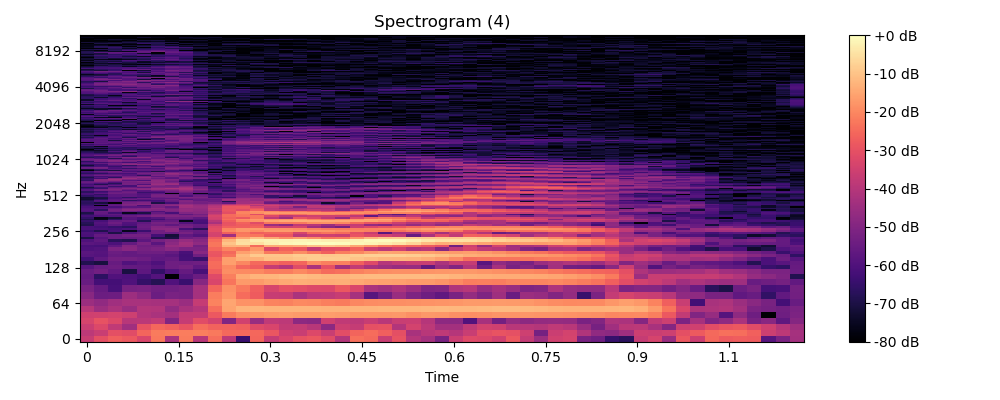 Spectrogram (4)
Hz
8192
4096
2048
1024
512
256
128
64
0
0 0.15 0.3 0.45 0.6 0.75 0.9 1.1
Time
+0 dB
-10 dB
-20 dB
-30 dB
-40 dB
-50 dB
-60 dB
-70 dB
-80 dB